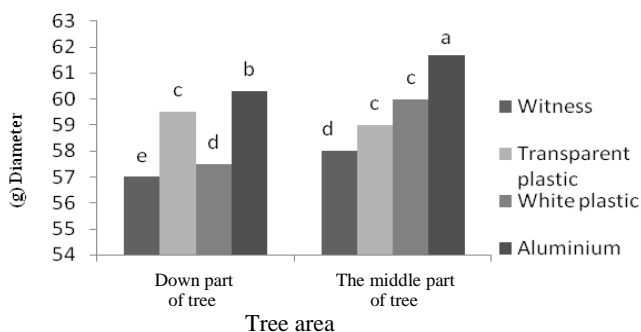 (g) Diameter
63
62
61
60
59
58
57
56
55
54
e
c
d
b
d
c
c
a
Down part
of tree
The middle part
of tree
Tree area
Witness
Transparent
plastic
White plastic
Aluminium